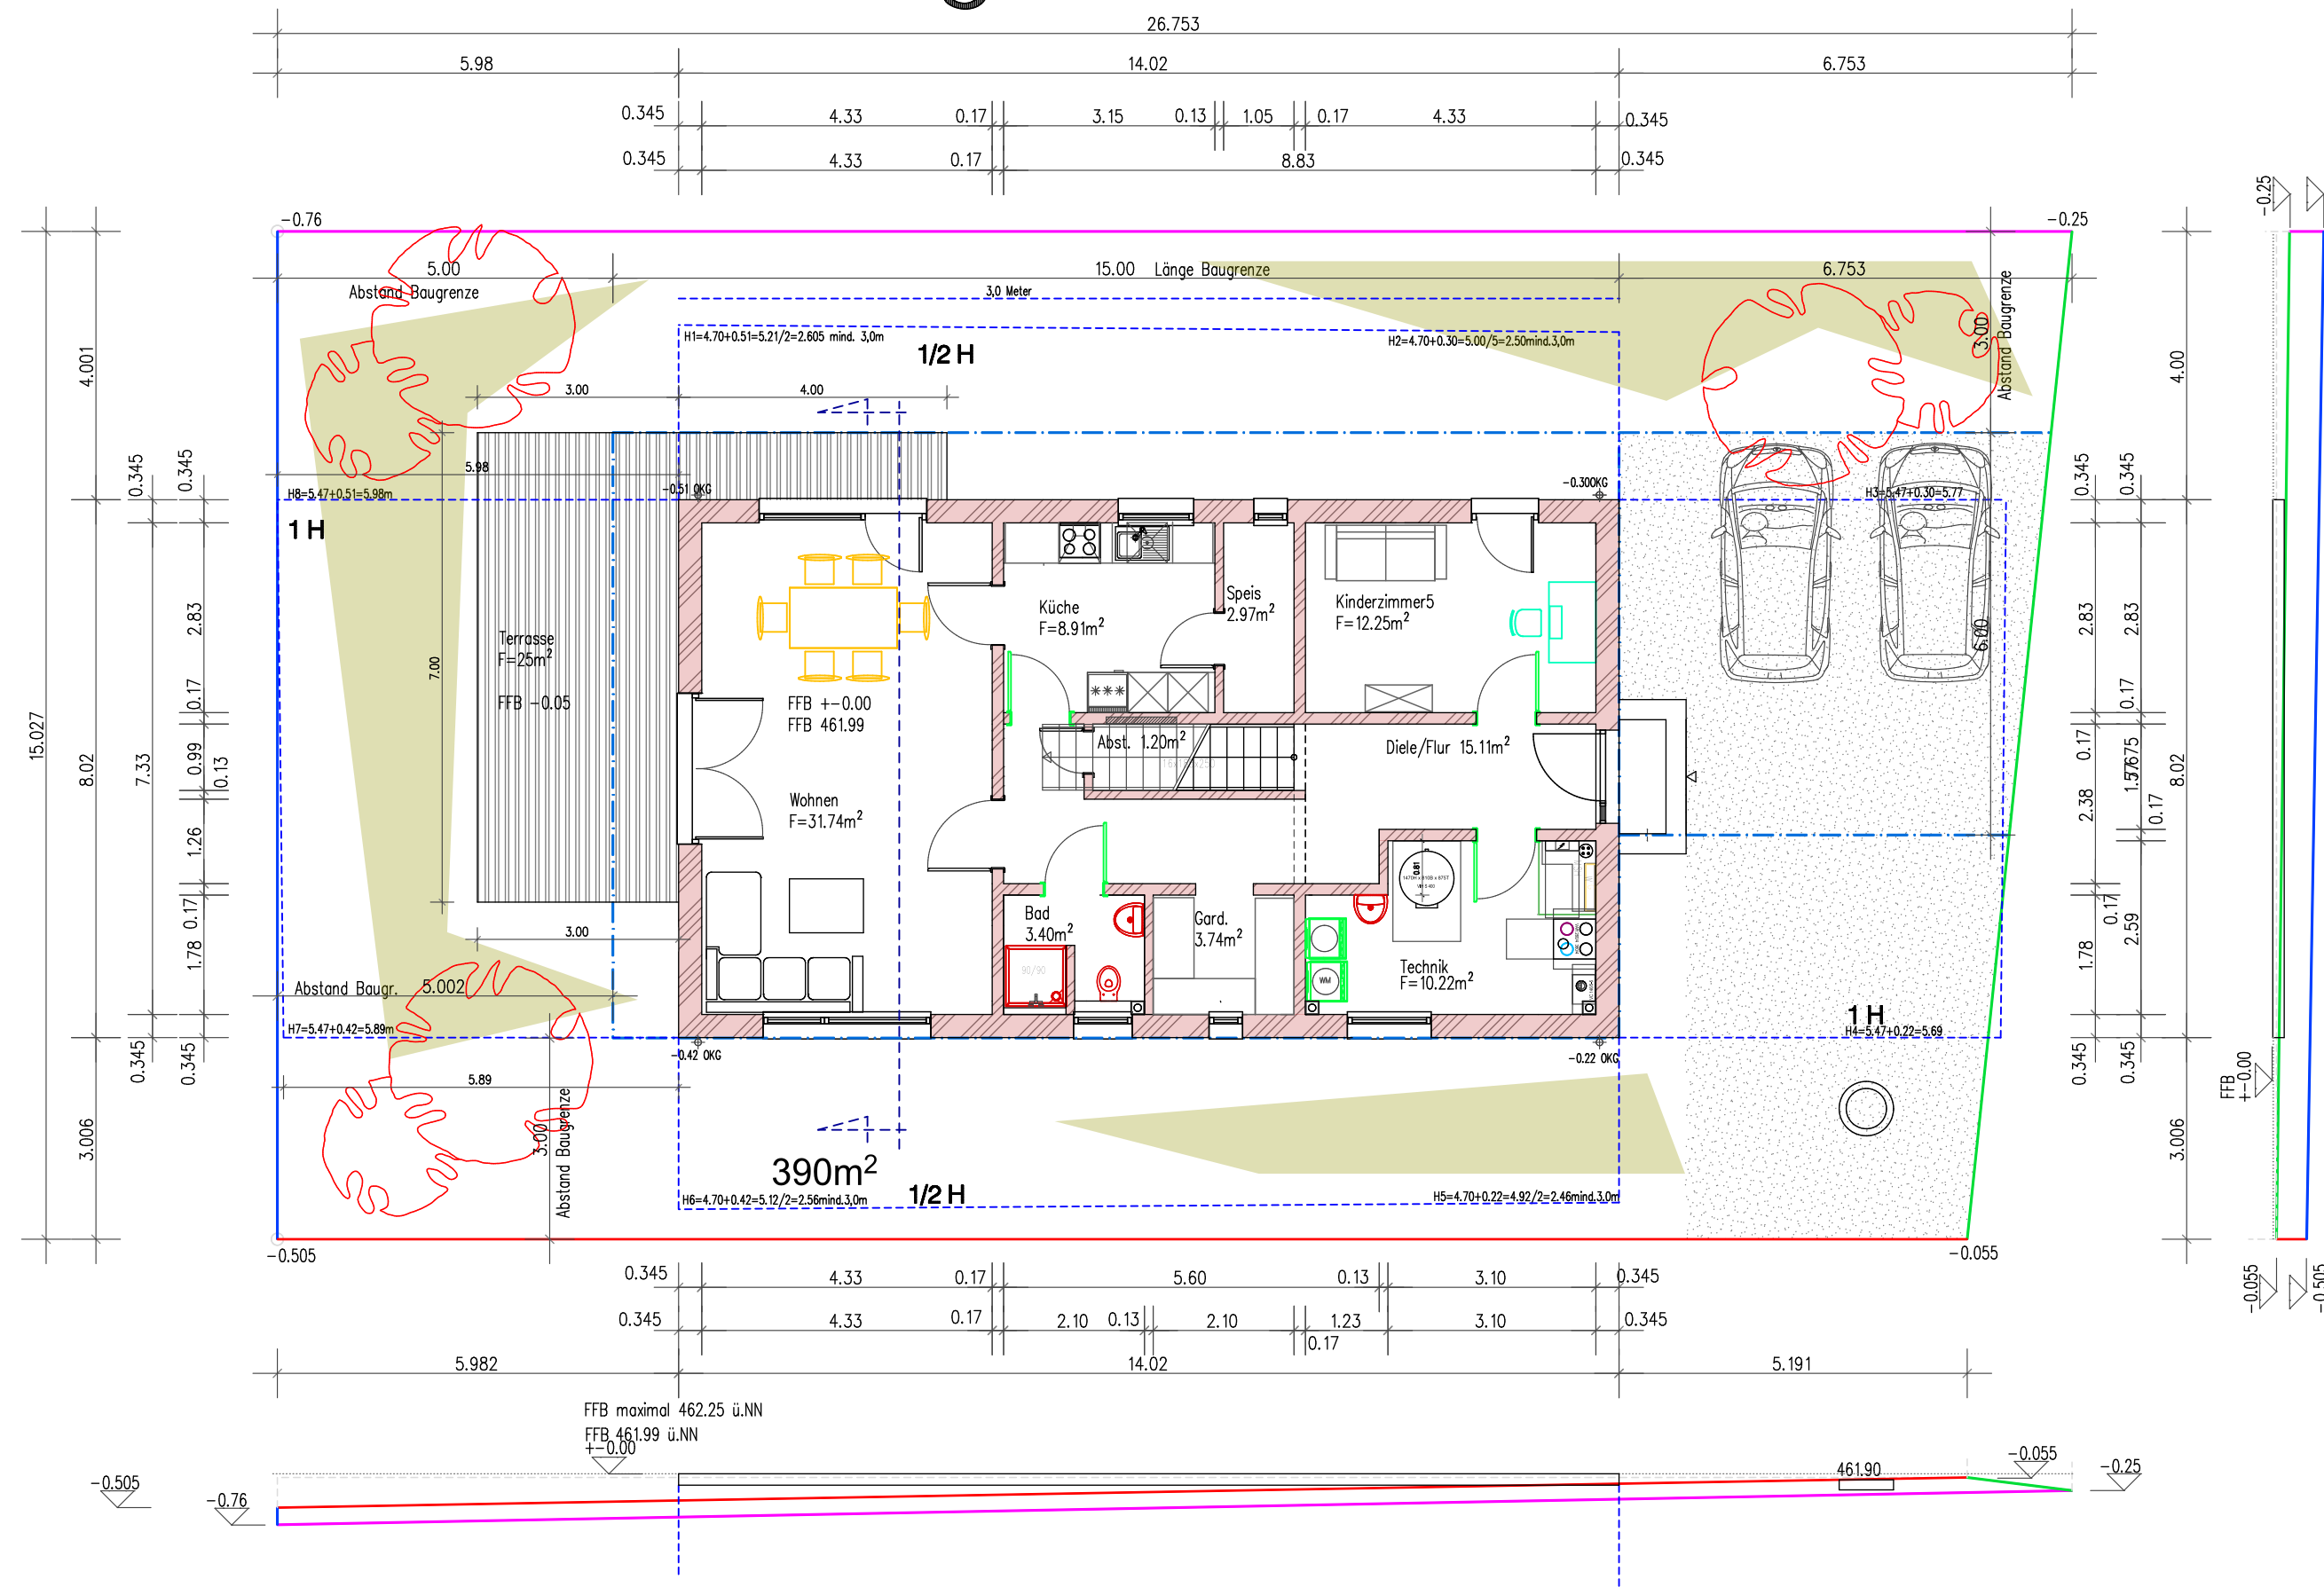 26.753
5.98
14.02
6.753
0.345
4.33
0.17
3.15
0.13
1.05
0.17
4.33
0.345
0.345
4.33
0.17
8.83
0.345
-0.25
-0.76
-0.25
5.00
Abstand Baugrenze
15.00 Länge Baugrenze
6.753
3,0 Meter
3.00
Abstand Baugrenze
H1=4.70+0.51=5.21/2=2.605 mind. 3,0m
1/2 H
H2=4.70+0.30=5.00/5=2.50mind.3,0m
4.001
4.00
3.00
4.00
5.98
-0.51 OKG
-0.300KG
H8=5.47+0.51=5.98m
1 H
H3=5.47+0.30=5.77
0.345
0.345
0.345
0.345
15.027
8.02
7.33
2.83
0.17
0.99
0.13
1.26
0.17
1.78
0.345
0.345
3.006
Terrasse
F=25m²
FFB -0.05
7.00
3.00
Küche
F=8.91m²
Speis
2.97m²
Kinderzimmer5
F=12.25m²
FFB +-0.00
FFB 461.99
Abst. 1.20m²
Diele/Flur 15.11m²
Wohnen
F=31.74m²
Bad
3.40m²
90/90
Gard.
3.74m²
0.81
WM
Technik
F=10.22m²
6.00
2.83
2.83
0.17
0.17
0.17
2.38
8.02
0.17
2.59
1.78
0.345
0.345
3.006
FFB
+-0.00
Abstand Baugr.
5.002
H7=5.47+0.42=5.89m
-0.42 OKG
-0.22 OKG
1 H
H4=5.47+0.22=5.69
5.89
3.00
Abstand Baugrenze
390m²
H6=4.70+0.42=5.12/2=2.56mind.3,0m
1/2 H
H5=4.70+0.22=4.92/2=2.46mind.3.0m
-0.505
-0.055
-0.055
-0.505
0.345
4.33
0.17
5.60
0.13
3.10
0.345
0.345
4.33
0.17
2.10
0.13
2.10
0.17
1.23
3.10
0.345
5.982
14.02
5.191
FFB maximal 462.25 ü.NN
FFB 461.99 ü.NN
+-0.00
-0.505
-0.76
461.90
-0.055
-0.25